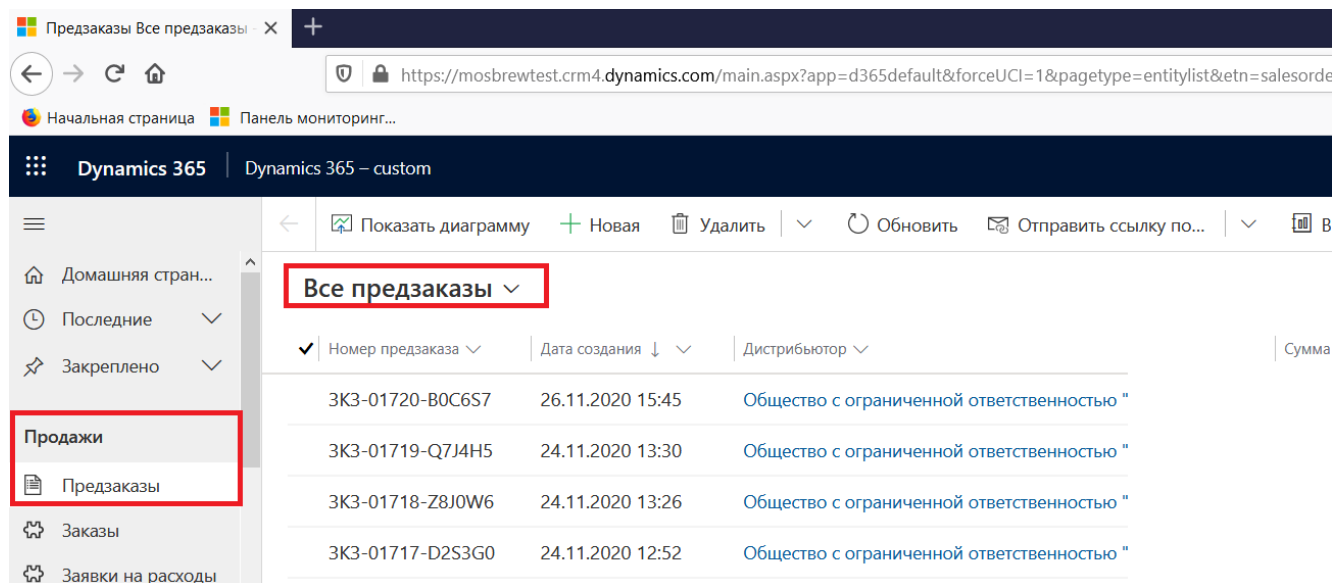 Предзаказы Все предзаказы -
https://mosbrewtest.crm4.dynamics.com/main.aspx?app=d365default&forceUCI=1&pagetype=entitylist&etn=salesorde
Начальная страница Панель мониторинг...
Dynamics 365 Dynamics 365 – custom
Показать диаграмму Новая Удалить Обновить Отправить ссылку по... В
Домашняя стран...
Последние
Закреплено
Продажи
Предзаказы
Заказы
Заявки на расходы
Все предзаказы
Номер предзаказа Дата создания ↓ Дистрибьютор Сумма
ЗКЗ-01720-B0C6S7 26.11.2020 15:45 Общество с ограниченной ответственностью "
ЗКЗ-01719-Q7J4H5 24.11.2020 13:30 Общество с ограниченной ответственностью "
ЗКЗ-01718-Z8J0W6 24.11.2020 13:26 Общество с ограниченной ответственностью "
ЗКЗ-01717-D2S3G0 24.11.2020 12:52 Общество с ограниченной ответственностью "